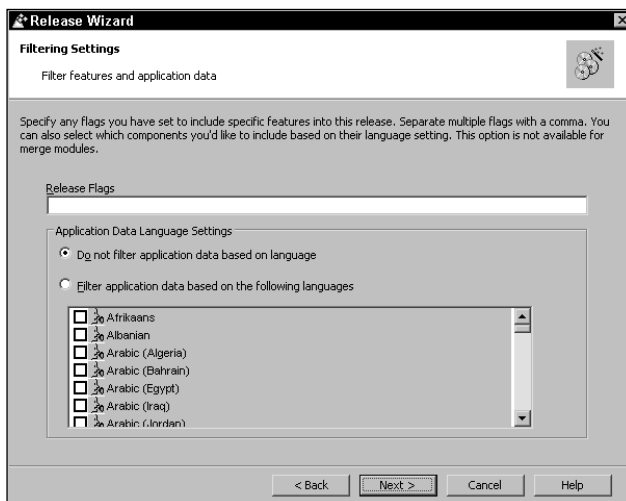 Release Wizard
Filtering Settings
Filter features and application data
Specify any flags you have set to include specific features into this release. Separate multiple flags with a comma. You
can also select which components you'd like to include based on their language setting. This option is not available for
merge modules.
Release Flags
Application Data Language Settings
Do not filter application data based on language
Filter application data based on the following languages
Afrikaans
Albanian
Arabic (Algeria)
Arabic (Bahrain)
Arabic (Egypt)
Arabic (Iraq)
Arabic (Jordan)
< Back Next > Cancel Help